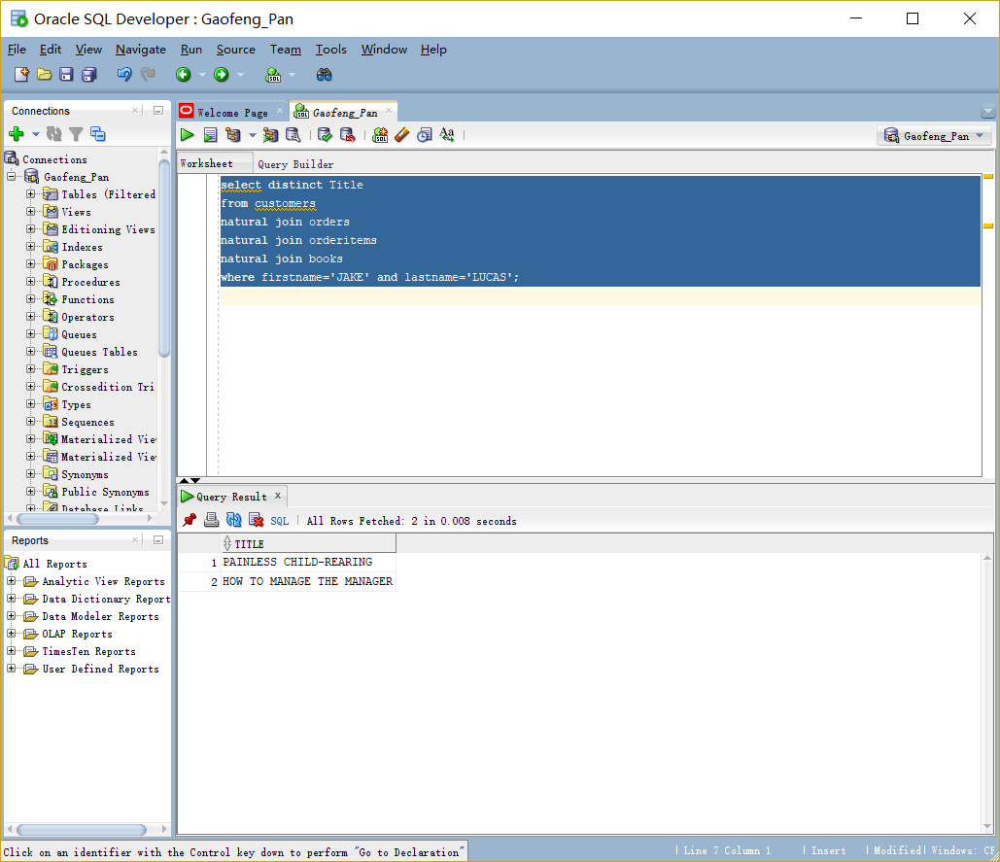 Oracle SQL Developer : Gaofeng_Pan
File Edit View Navigate Run Source Team Tools Window Help
Connections
Connections
Gaofeng_Pan
Tables (Filtered
Views
Editioning Views
Indexes
Packages
Procedures
Functions
Operators
Queues
Queues Tables
Triggers
Crossedition Tri
Types
Sequences
Materialized Vie
Materialized Vie
Synonyms
Public Synonyms
Database Links
Reports
All Reports
Analytic View Reports
Data Dictionary Report
Data Modeler Reports
OLAP Reports
TimesTen Reports
User Defined Reports
Welcome Page
Gaofeng_Pan
Gaofeng_Pan
Worksheet Query Builder
select distinct Title
from customers
natural join orders
natural join orderitems
natural join books
where firstname='JAKE' and lastname='LUCAS';
Query Result
SQL | All Rows Fetched: 2 in 0.008 seconds
TITLE
1 PAINLESS CHILD-REARING
2 HOW TO MANAGE THE MANAGER
Click on an identifier with the Control key down to perform "Go to Declaration"
| Line 7 Column 1 | Insert | Modified| Windows: CF